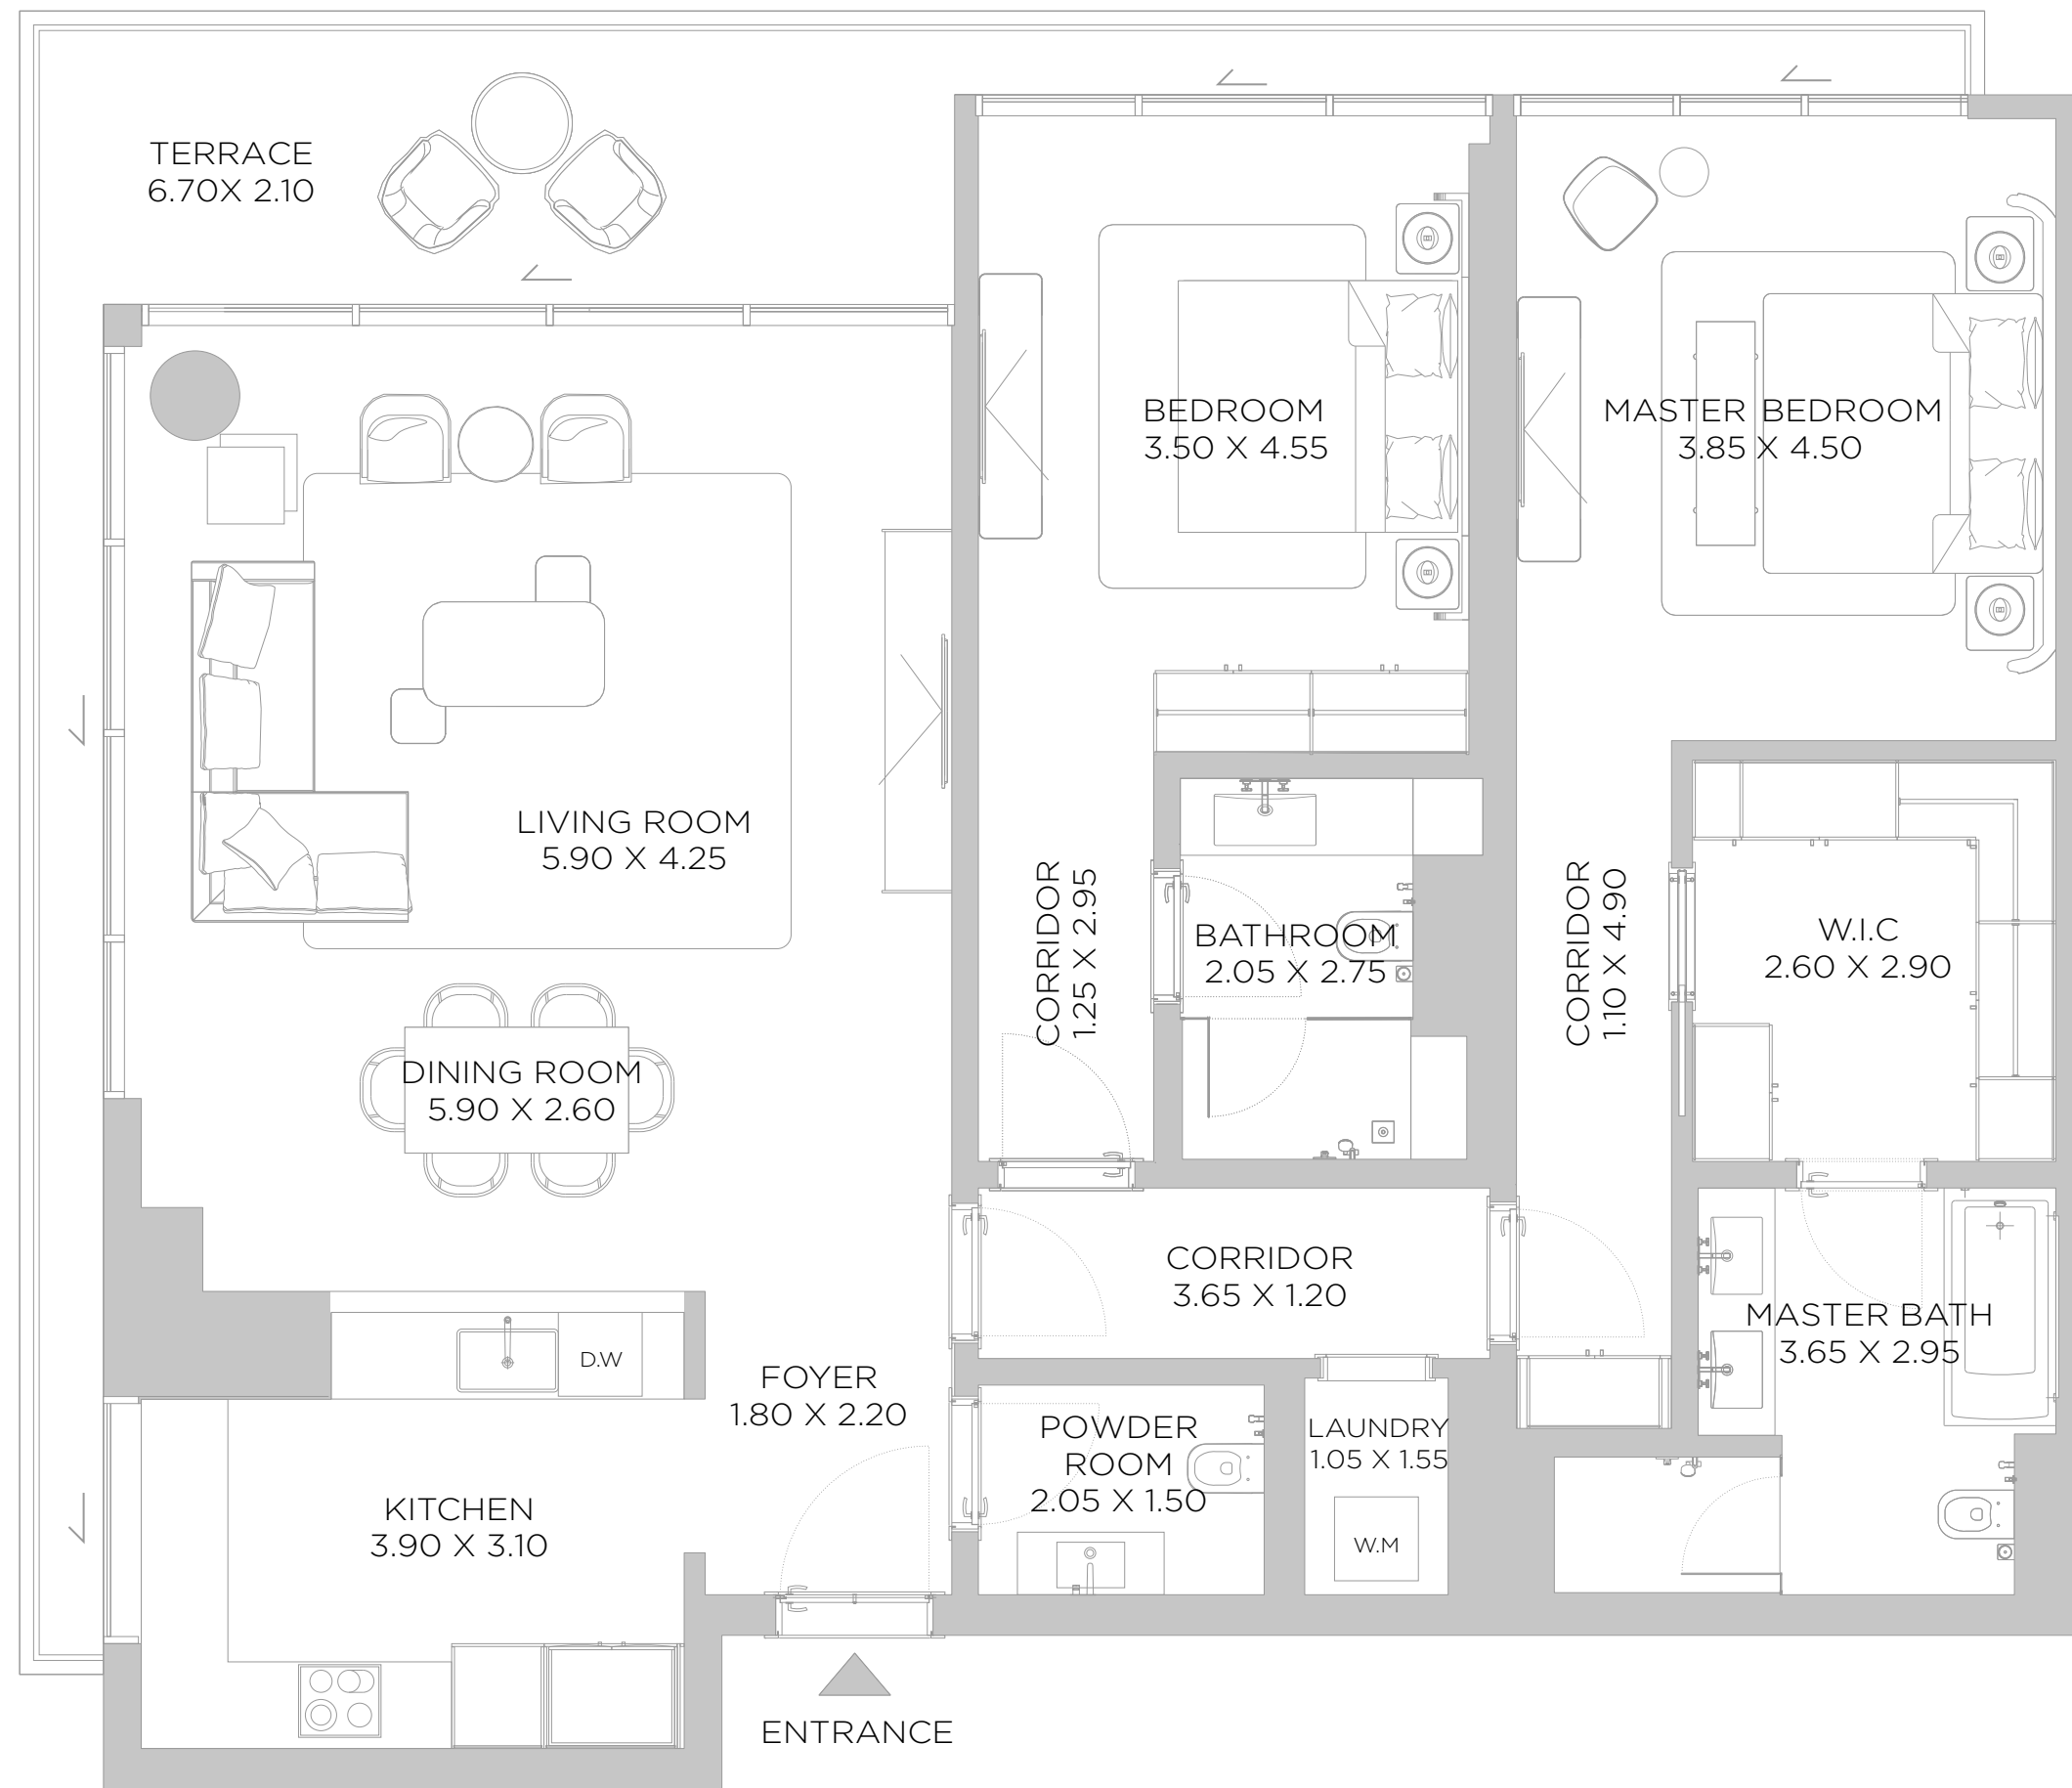 TERRACE
6.70X 2.10
BEDROOM
3.50 X 4.55
MASTER BEDROOM
3.85 X 4.50
LIVING ROOM
5.90 X 4.25
CORRIDOR
1.25 X 2.95
BATHROOM
2.05 X 2.75
CORRIDOR
1.10 X 4.90
W.I.C
2.60 X 2.90
DINING ROOM
5.90 X 2.60
CORRIDOR
3.65 X 1.20
MASTER BATH
3.65 X 2.95
D.W
FOYER
1.80 X 2.20
POWDER
ROOM
2.05 X 1.50
LAUNDRY
1.05 X 1.55
KITCHEN
3.90 X 3.10
W.M
ENTRANCE